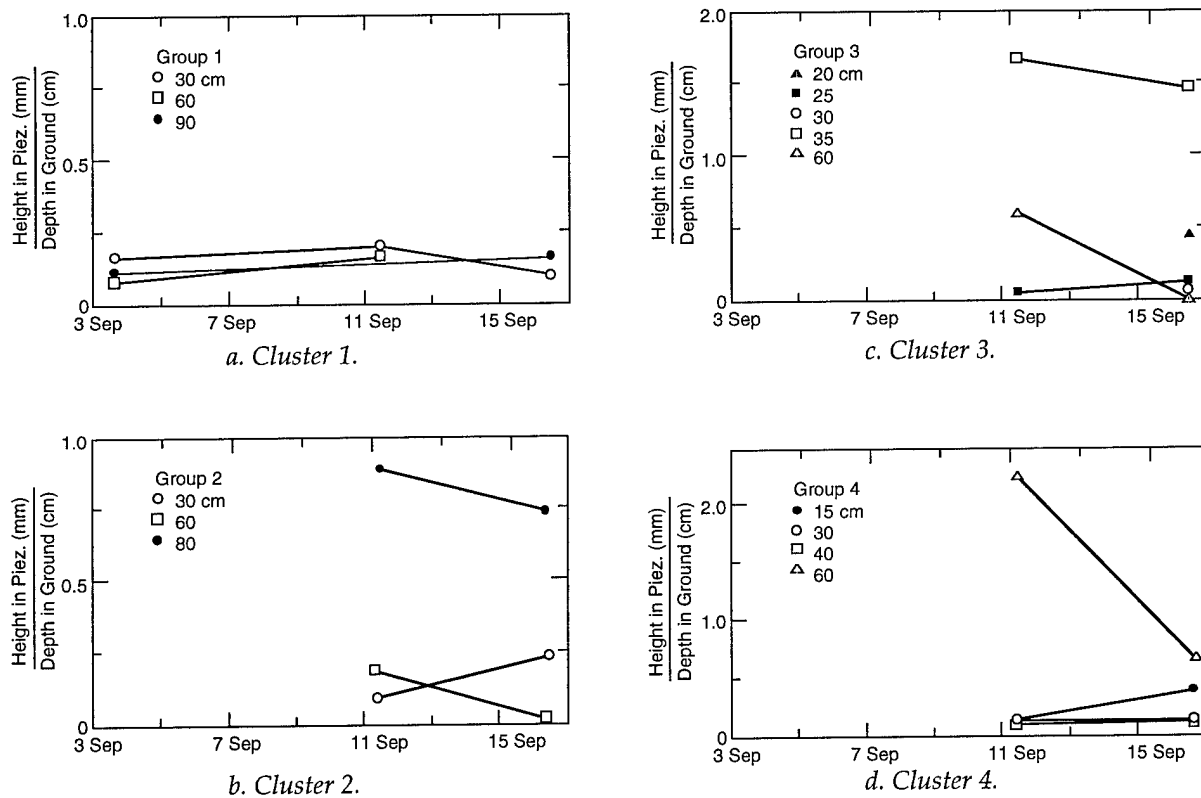 Height in Piez. (mm)
Depth in Ground (cm)
1.0
0.5
0
Group 1
30 cm
60
90
3 Sep
7 Sep
11 Sep
15 Sep
a. Cluster 1.
Height in Piez. (mm)
Depth in Ground (cm)
2.0
1.0
0
Group 3
20 cm
25
30
35
60
3 Sep
7 Sep
11 Sep
15 Sep
c. Cluster 3.
Height in Piez. (mm)
Depth in Ground (cm)
1.0
0.5
0
Group 2
30 cm
60
80
3 Sep
7 Sep
11 Sep
15 Sep
b. Cluster 2.
Height in Piez. (mm)
Depth in Ground (cm)
2.0
1.0
0
Group 4
15 cm
30
40
60
3 Sep
7 Sep
11 Sep
15 Sep
d. Cluster 4.